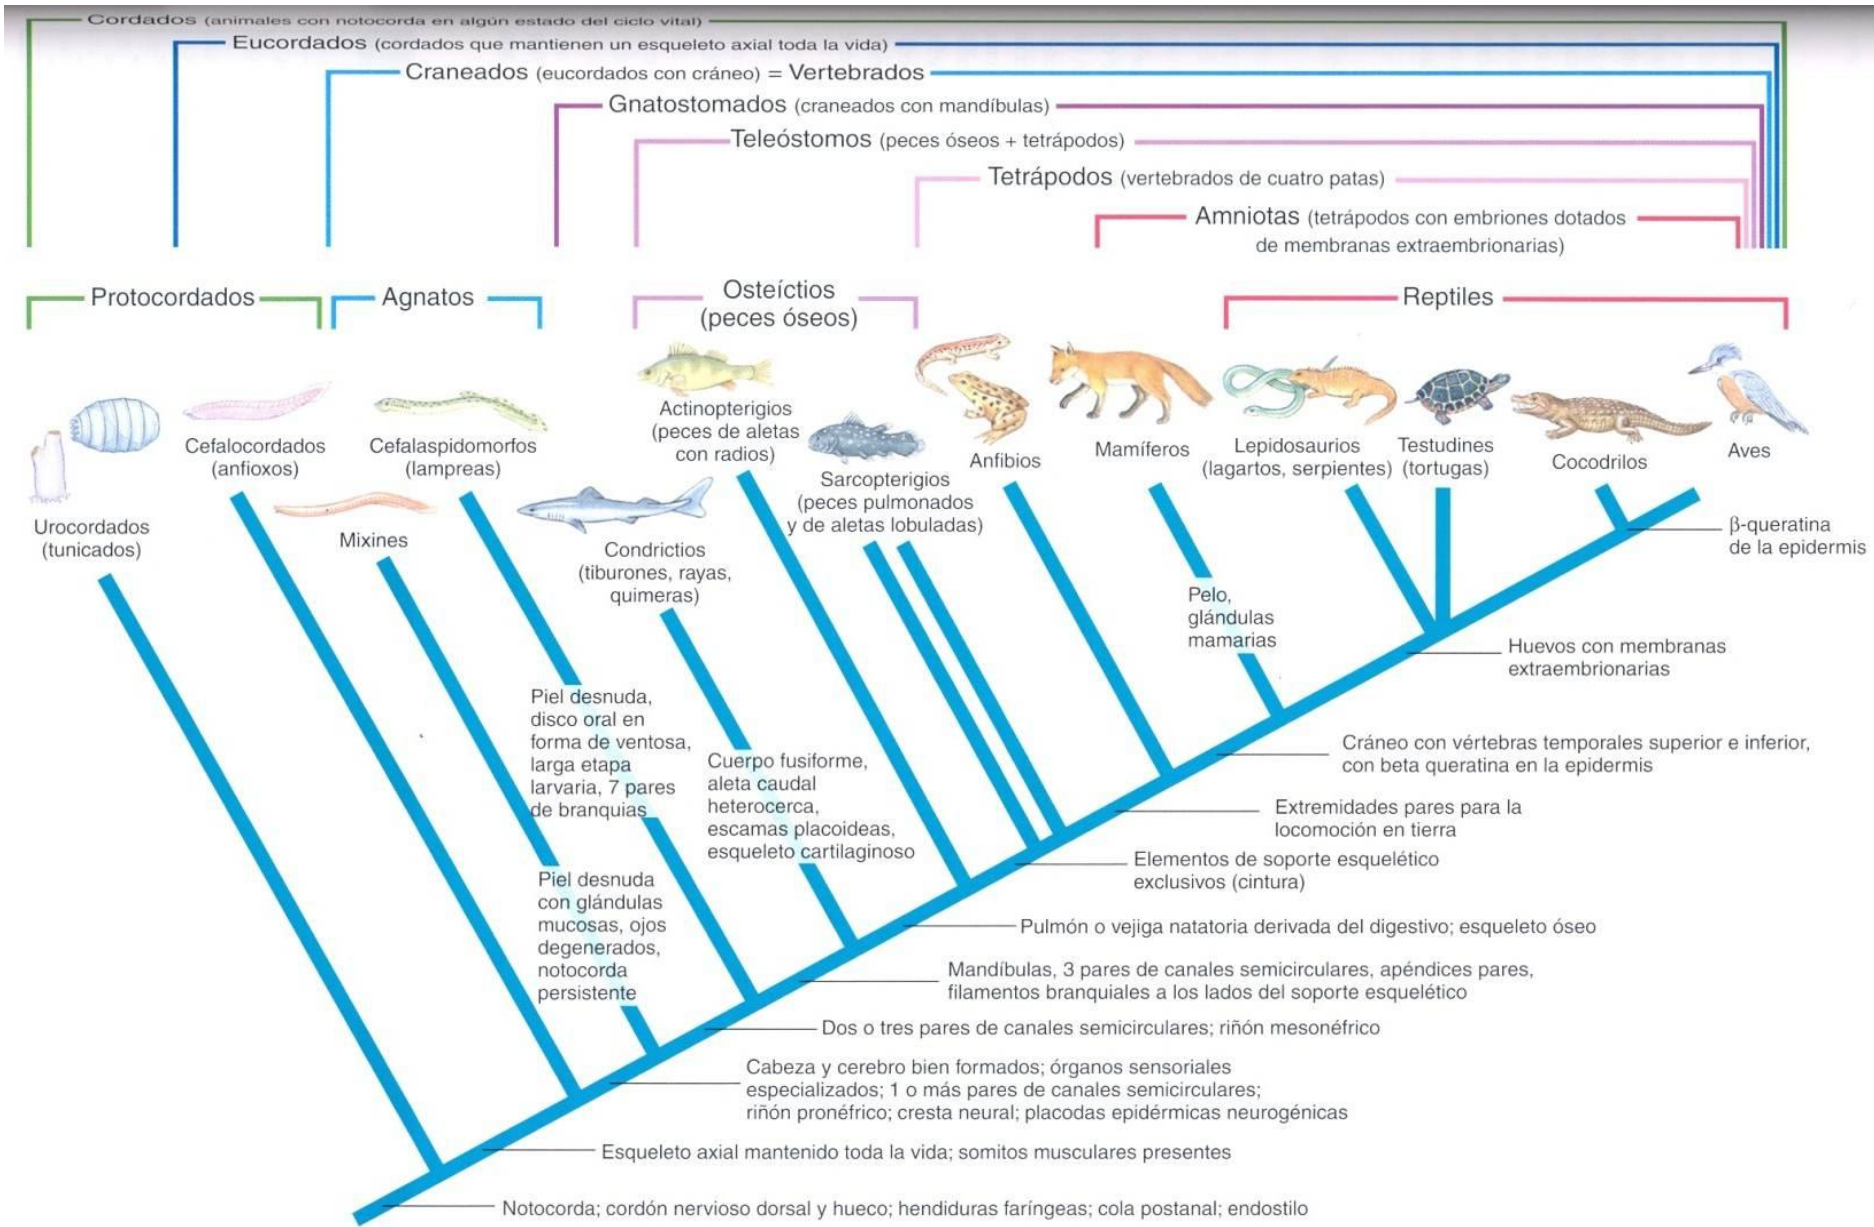 Cordados (animales con notocorda en algún estado del ciclo vital)
Eucordados (cordados que mantienen un esqueleto axial toda la vida)
Craneados (eucordados con cráneo) = Vertebrados
Gnatostomados (craneados con mandíbulas)
Teleóstomos (peces óseos + tetrápodos)
Tetrápodos (vertebrados de cuatro patas)
Amniotas (tetrápodos con embriones dotados
de membranas extraembrionarias)
Protocordados
Agnatos
Osteíctios
(peces óseos)
Reptiles
Urocordados
(tunicados)
Cefalocordados
(anfioxos)
Mixines
Cefalaspidomorfos
(lampreas)
Condrictios
(tiburones, rayas,
quimeras)
Actinopterigios
(peces de aletas
con radios)
Sarcopterigios
(peces pulmonados
y de aletas lobuladas)
Anfibios
Mamíferos
Lepidosaurios
(lagartos, serpientes)
Testudines
(tortugas)
Cocodrilos
Aves
β-queratina
de la epidermis
Pelo,
glándulas
mamarias
Huevos con membranas
extraembrionarias
Piel desnuda,
disco oral en
forma de ventosa,
larga etapa
larvaria, 7 pares
de branquias
Cuerpo fusiforme,
aleta caudal
heterocerca,
escamas placoideas,
esqueleto cartilaginoso
Cráneo con vértebras temporales superior e inferior,
con beta queratina en la epidermis
Extremidades pares para la
locomoción en tierra
Elementos de soporte esquelético
exclusivos (cintura)
Piel desnuda
con glándulas
mucosas, ojos
degenerados,
notocorda
persistente
Pulmón o vejiga natatoria derivada del digestivo; esqueleto óseo
Mandíbulas, 3 pares de canales semicirculares, apéndices pares,
filamentos branquiales a los lados del soporte esquelético
Dos o tres pares de canales semicirculares; riñón mesonéfrico
Cabeza y cerebro bien formados; órganos sensoriales
especializados; 1 o más pares de canales semicirculares;
riñón pronéfrico; cresta neural; placodas epidérmicas neurogénicas
Esqueleto axial mantenido toda la vida; somitos musculares presentes
Notocorda; cordón nervioso dorsal y hueco; hendiduras faríngeas; cola postanal; endostilo